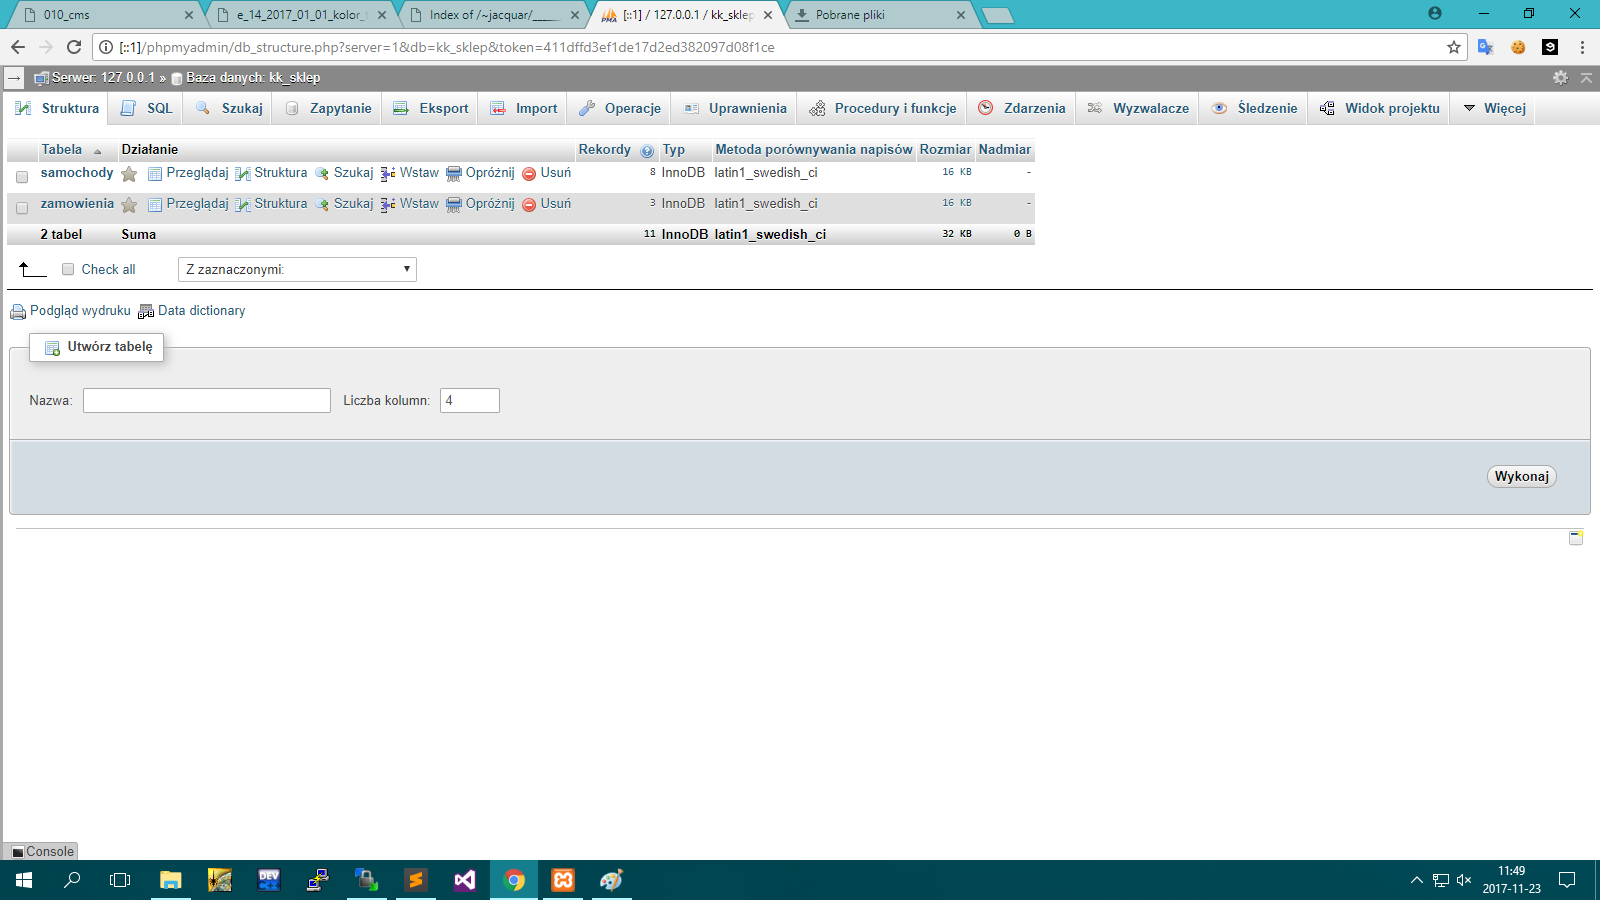 010_cms
e_14_2017_01_01_kolor_
Index of /~jacquar/
[::1] / 127.0.0.1 / kk_sklep
Pobrane pliki
[::1]/phpmyadmin/db_structure.php?server=1&db=kk_sklep&token=411dffd3ef1de17d2ed382097d08f1ce
Serwer: 127.0.0.1 » Baza danych: kk_sklep
Struktura SQL Szukaj Zapytanie Eksport Import Operacje Uprawnienia Procedury i funkcje Zdarzenia Wyzwalacze Śledzenie Widok projektu Więcej
Tabela Działanie Rekordy Typ Metoda porównywania napisów Rozmiar Nadmiar
samochody Przeglądaj Struktura Szukaj Wstaw Opróżnij Usuń 8 InnoDB latin1_swedish_ci 16 KB -
zamowienia Przeglądaj Struktura Szukaj Wstaw Opróżnij Usuń 3 InnoDB latin1_swedish_ci 16 KB -
2 tabel Suma 11 InnoDB latin1_swedish_ci 32 KB 0 B
Check all Z zaznaczonymi:
Podgląd wydruku Data dictionary
Utwórz tabelę
Nazwa: Liczba kolumn: 4
Wykonaj
Console
DEV
11:49
2017-11-23